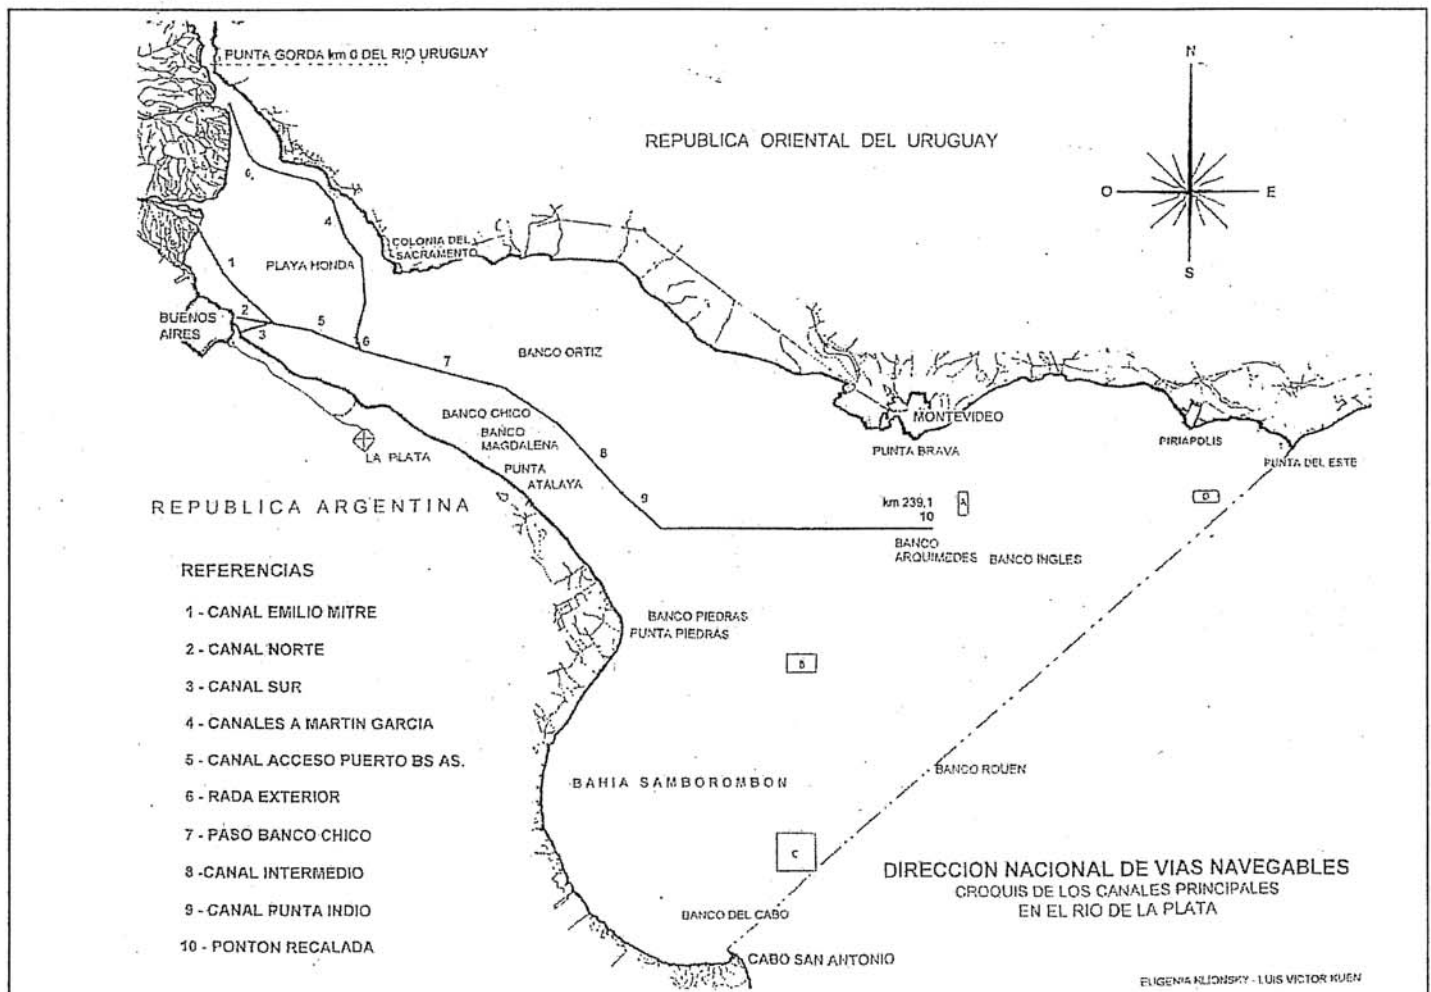 PUNTA GORDA km 0 DEL RIO URUGUAY
N
REPUBLICA ORIENTAL DEL URUGUAY
O
E
S
6.
4
COLONIA DEL
SACRAMENTO
1
PLAYA HONDA
2
BUENOS
AIRES
3
5
6
7
BANCO ORTIZ
BANCO CHICO
BANCO
MAGDALENA
MONTEVIDEO
PUNTA BRAVA
PIRIAPOLIS
PUNTA DEL ESTE
LA PLATA
8
PUNTA
ATALAYA
9
km 239,1
10
A
D
REPUBLICA ARGENTINA
BANCO
ARQUIMEDES
BANCO INGLES
REFERENCIAS
1 - CANAL EMILIO MITRE
2 - CANAL NORTE
3 - CANAL SUR
4 - CANALES A MARTIN GARCIA
5 - CANAL ACCESO PUERTO BS AS.
6 - RADA EXTERIOR
7 - PASO BANCO CHICO
8 -CANAL INTERMEDIO
9 - CANAL PUNTA INDIO
10 - PONTON RECALADA
BANCO PIEDRAS
PUNTA PIEDRAS
B
BANCO ROUEN
BAHIA SAMBOROMBON
C
BANCO DEL CABO
CABO SAN ANTONIO
DIRECCION NACIONAL DE VIAS NAVEGABLES
CROQUIS DE LOS CANALES PRINCIPALES
EN EL RIO DE LA PLATA
EUGENIA KLIONSKY - LUIS VICTOR KUEN